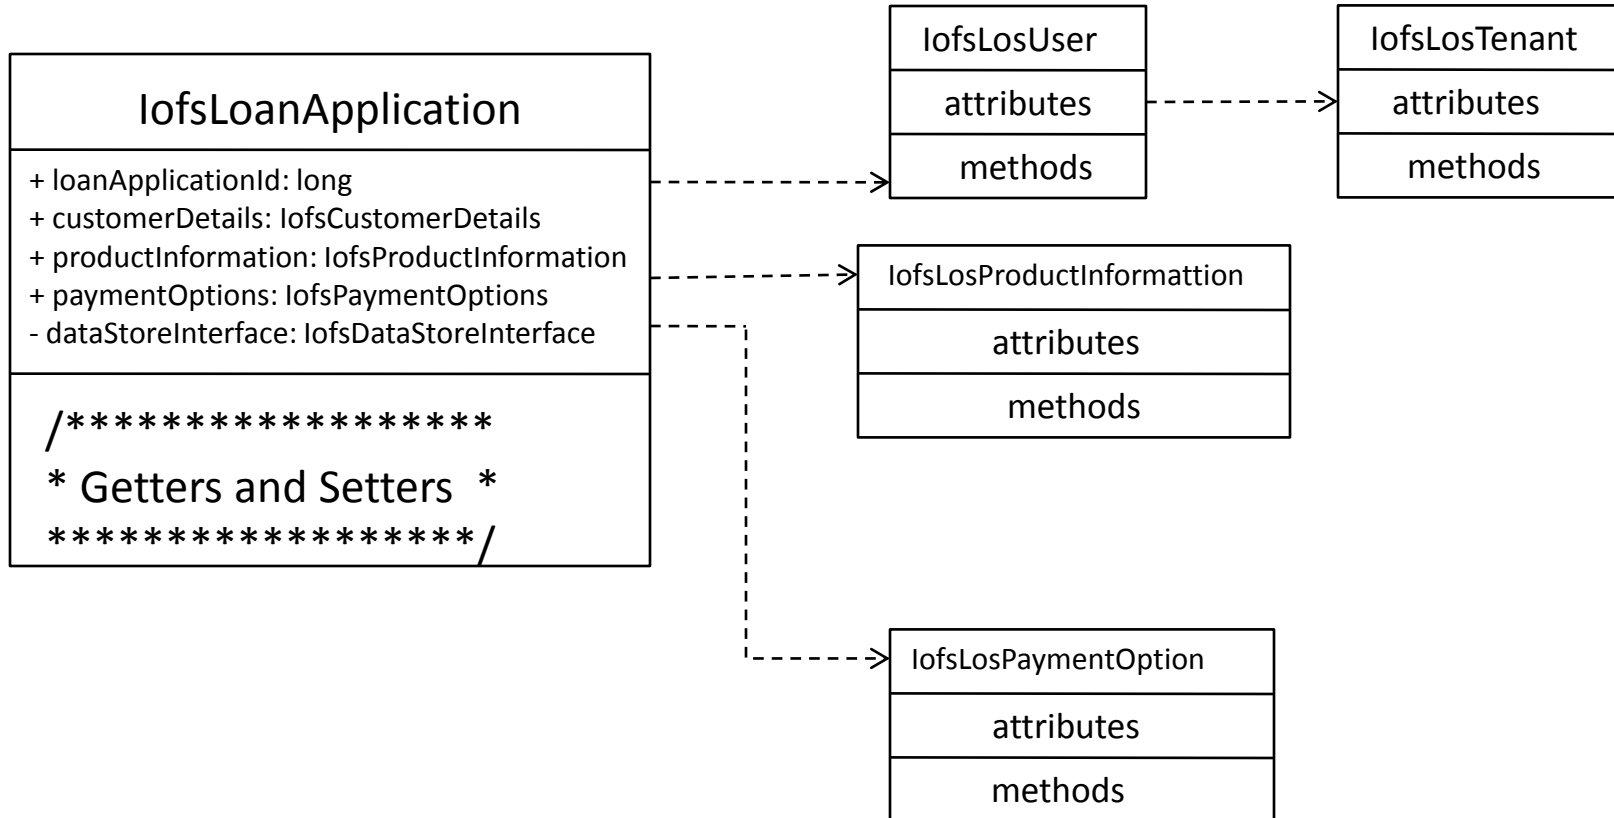 IofsLoanApplication
+ loanApplicationId: long
+ customerDetails: IofsCustomerDetails
+ productInformation: IofsProductInformation
+ paymentOptions: IofsPaymentOptions
- dataStoreInterface: IofsDataStoreInterface
/******************
* Getters and Setters *
******************/
IofsLosUser
attributes
methods
IofsLosTenant
attributes
methods
IofsLosProductInformattion
attributes
methods
IofsLosPaymentOption
attributes
methods